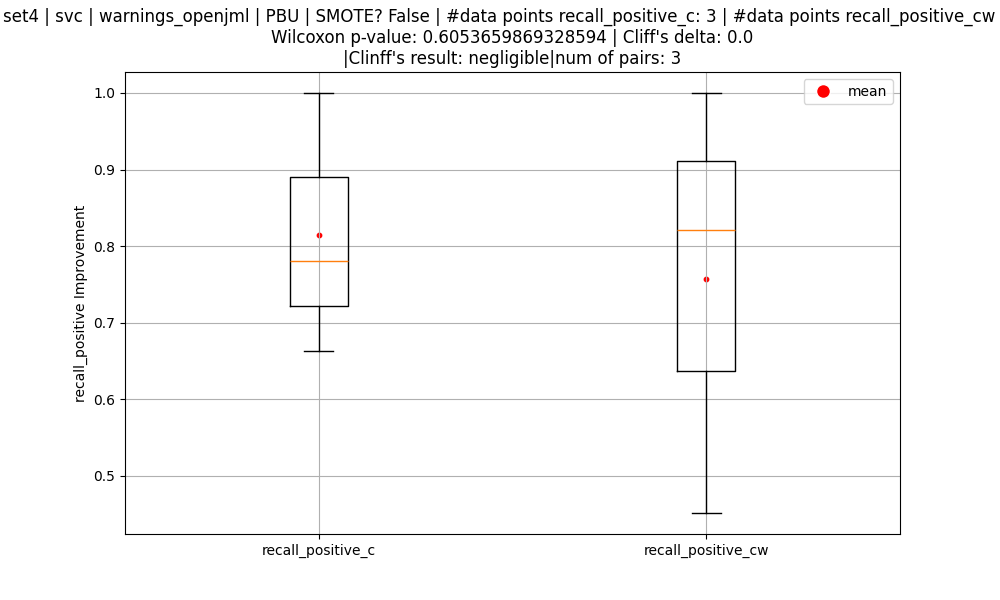 set4 | svc | warnings_openjml | PBU | SMOTE? False | #data points recall_positive_c: 3 | #data points recall_positive_cw
Wilcoxon p-value: 0.6053659869328594 | Cliff's delta: 0.0
|Clinff's result: negligible|num of pairs: 3
mean
1.0
0.9
0.8
0.7
0.6
0.5
recall_positive Improvement
recall_positive_c
recall_positive_cw